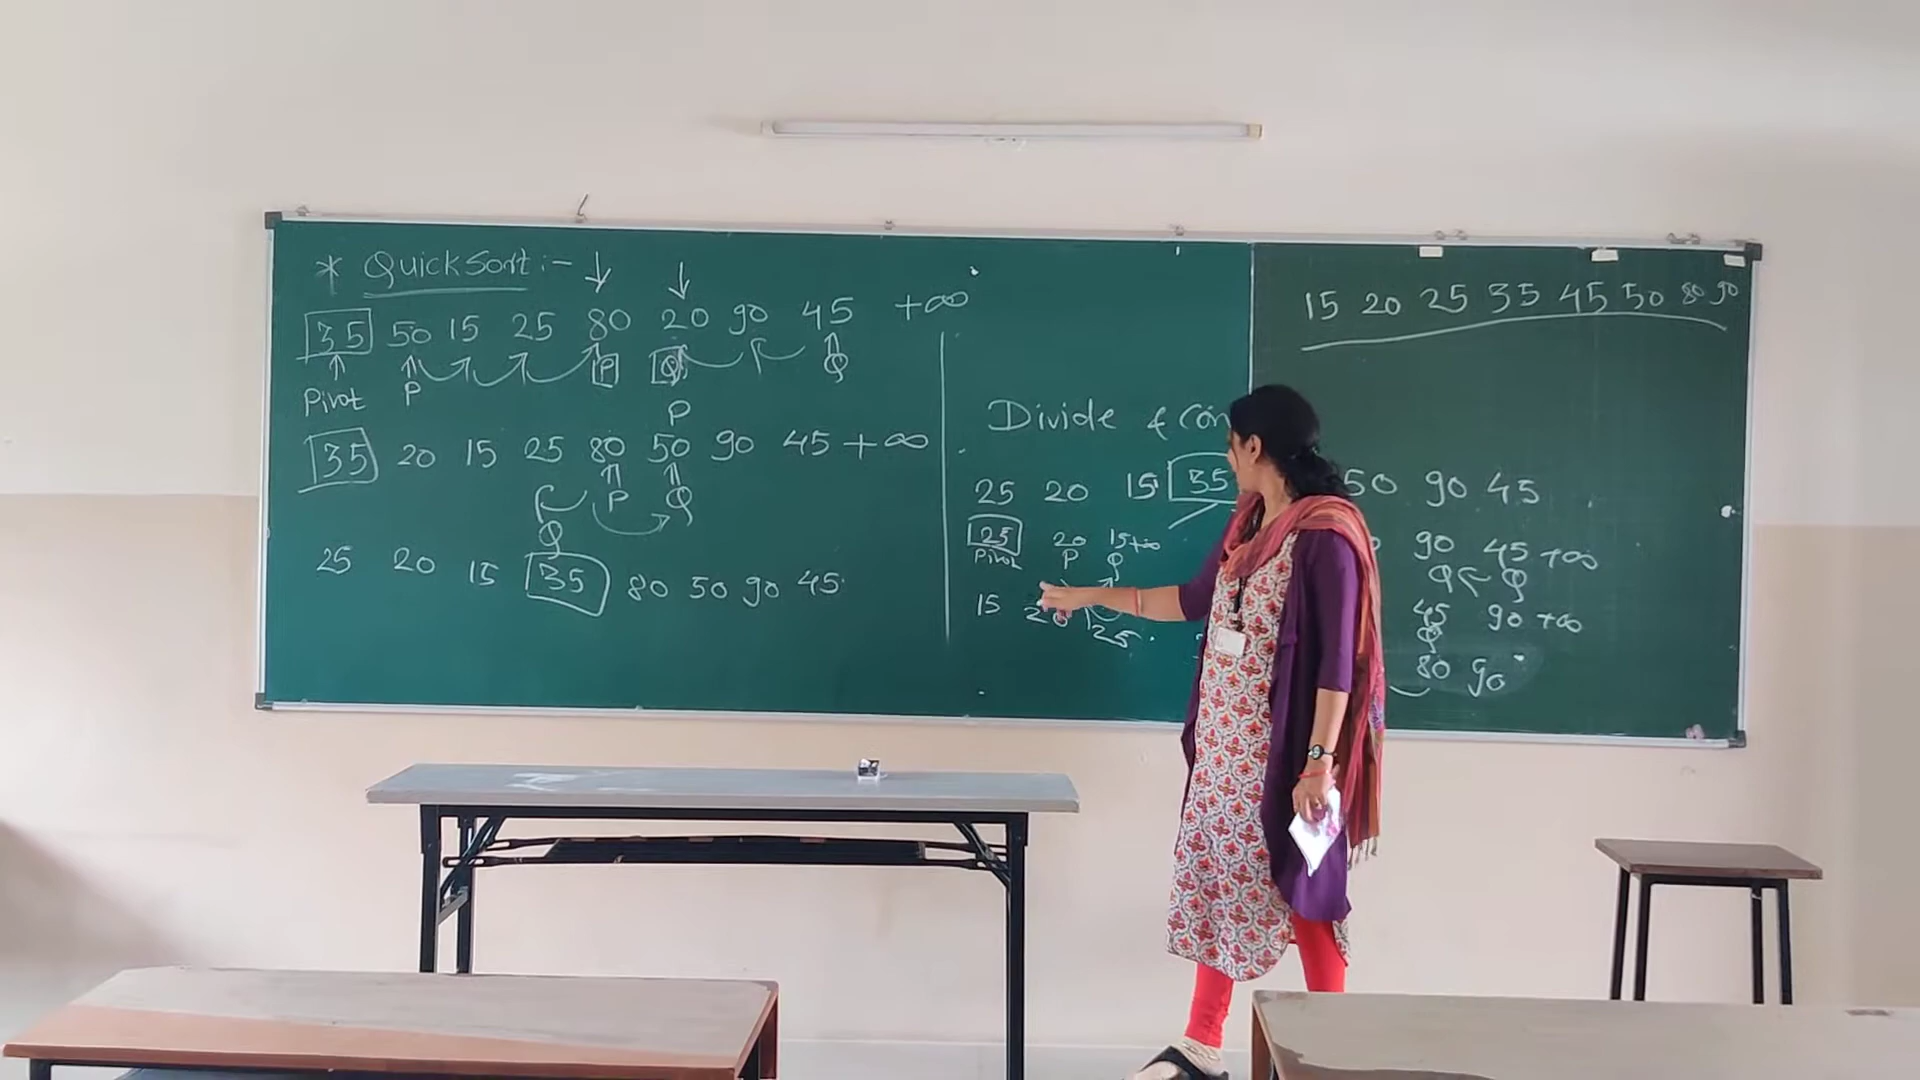 * QuickSort :-
35 50 15 25 80 20 90 45 +∞
P Q Q
Pivot P
P
35 20 15 25 80 50 90 45 +∞
P Q
Q
25 20 15 35 80 50 90 45
Divide & Con
25 20 15 35
25 20 15 +∞
Pivot P Q
15 20 25
15 20 25 35 45 50 80 90
50 90 45
90 45 +∞
Q Q
45 90 +∞
Q
80 90